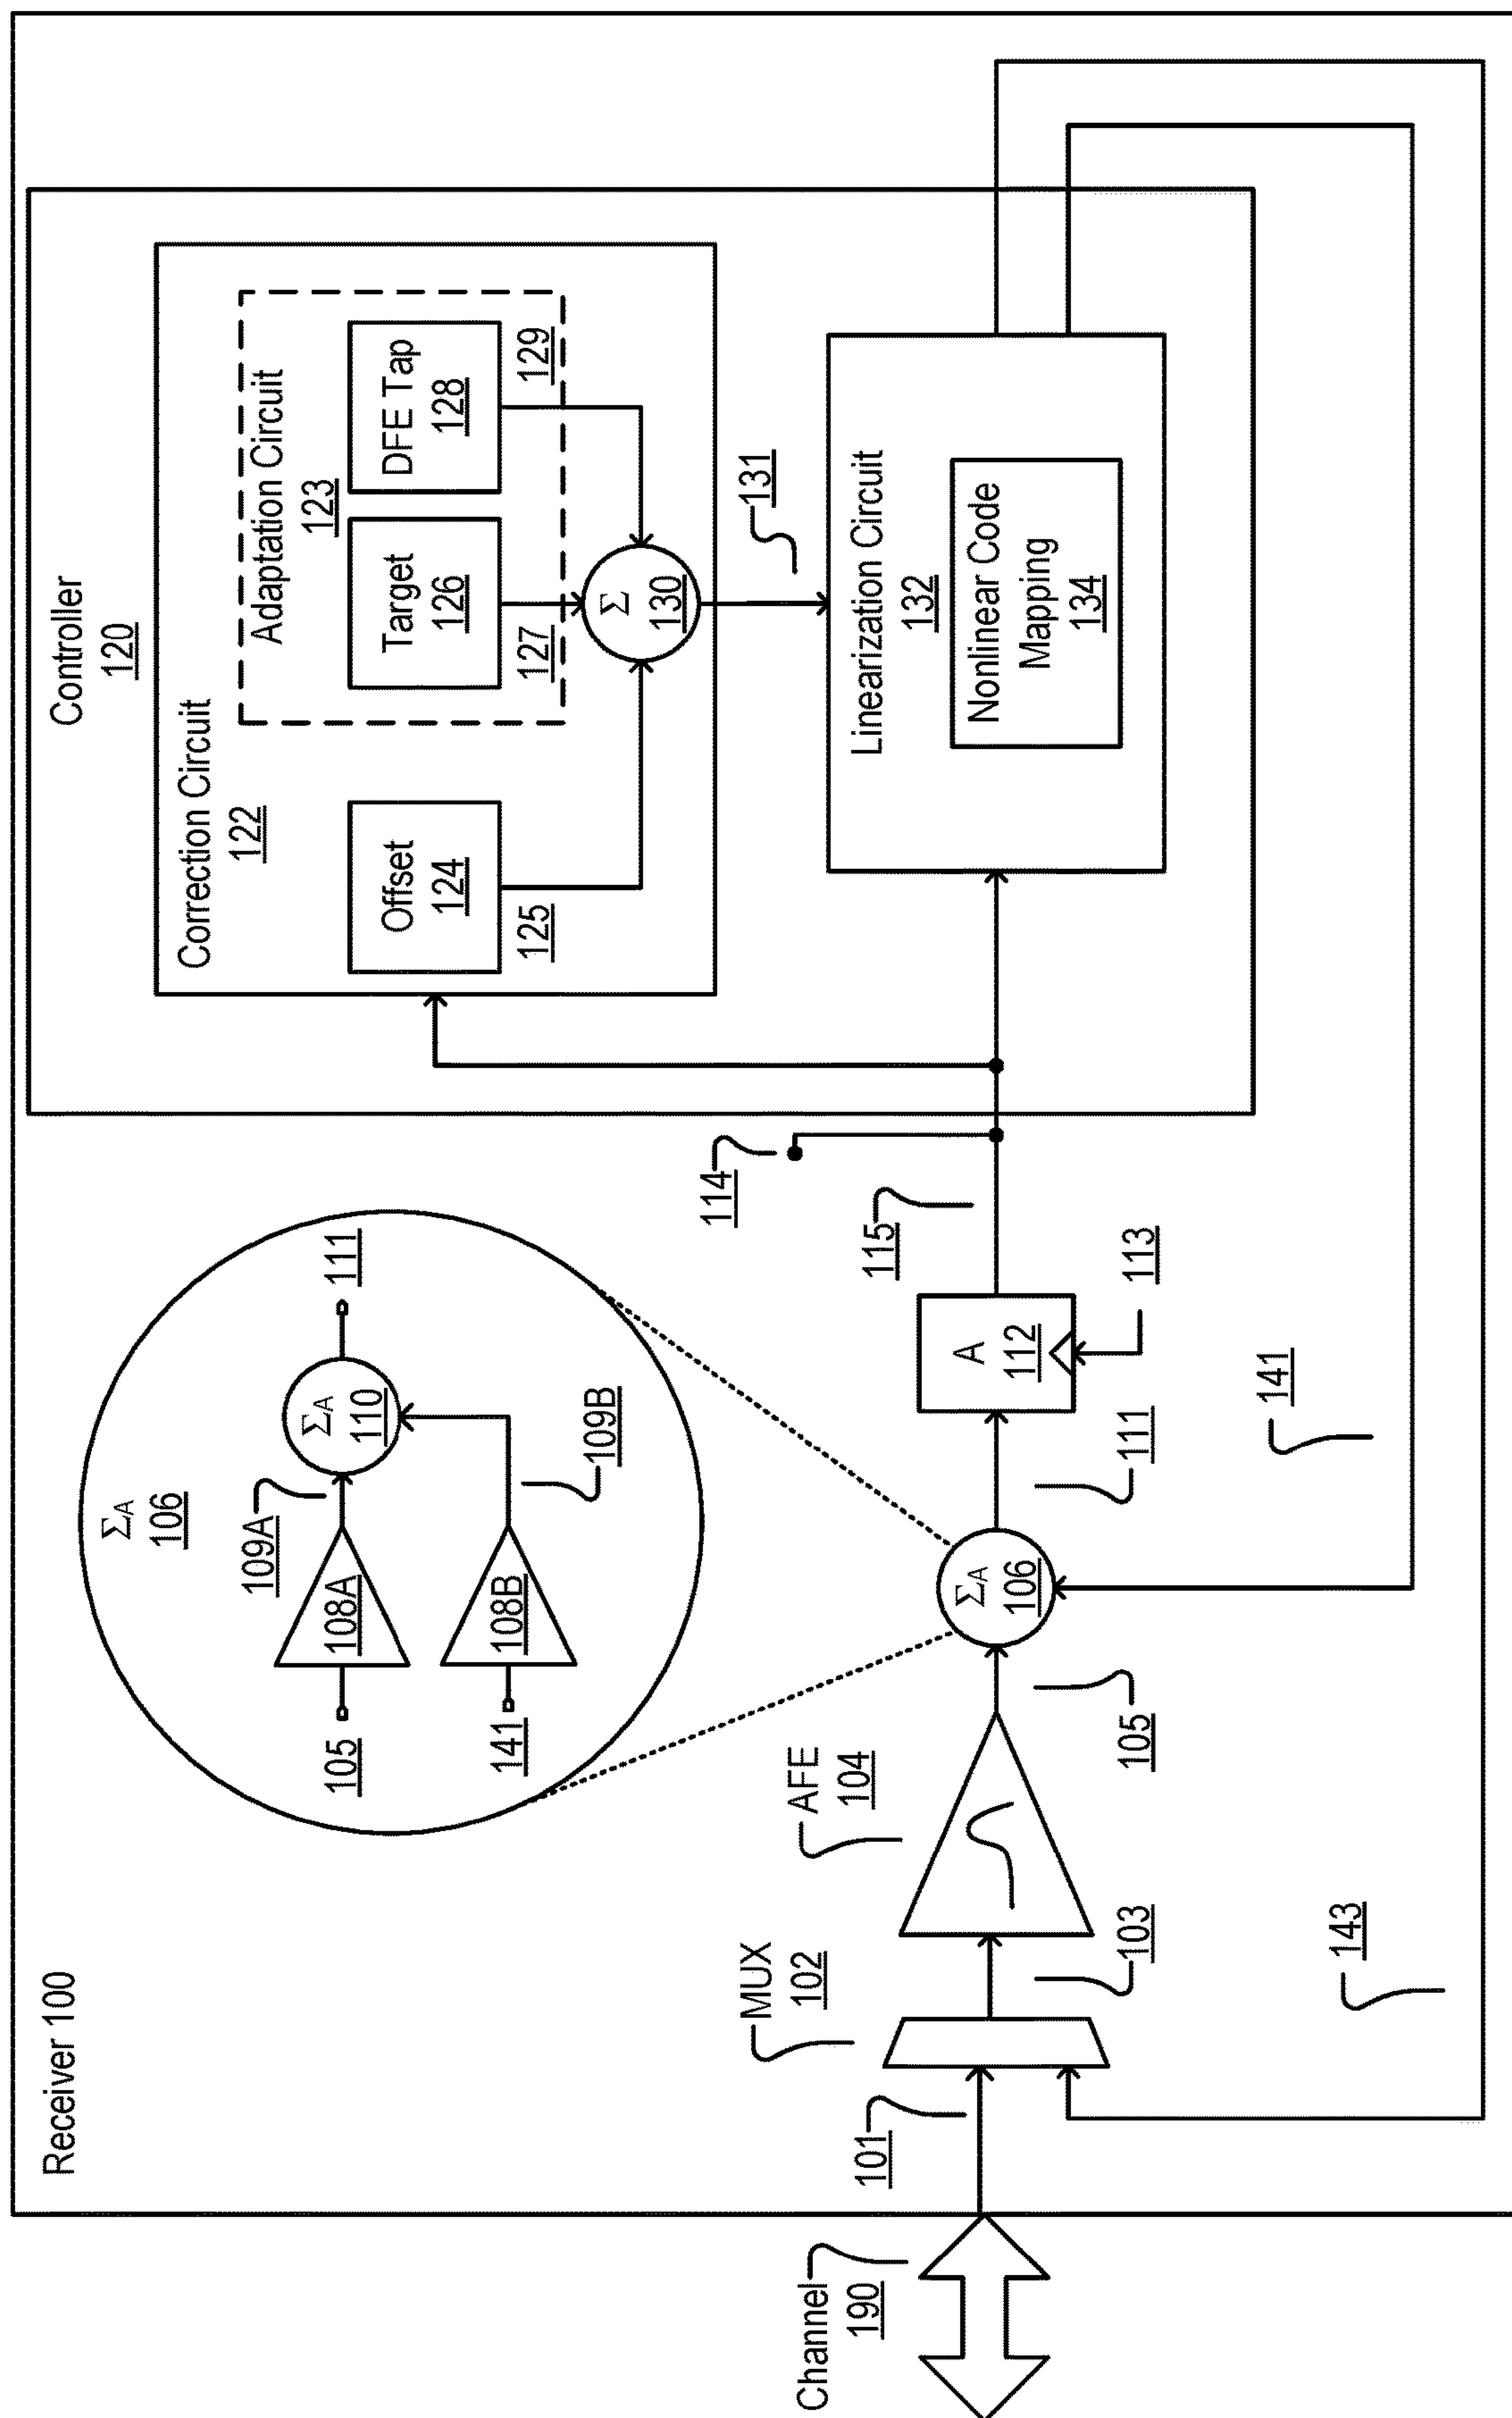 Receiver 100
Controller
120
Correction Circuit
122
Adaptation Circuit
123
Offset
124
Target
126
DFE Tap
128
125
127
129
Σ
130
131
Linearization Circuit
132
Nonlinear Code
Mapping
134
ΣA
106
105
108A
109A
ΣA
110
111
141
108B
109B
114
115
Channel
190
101
MUX
102
103
AFE
104
105
ΣA
106
111
A
112
113
141
143